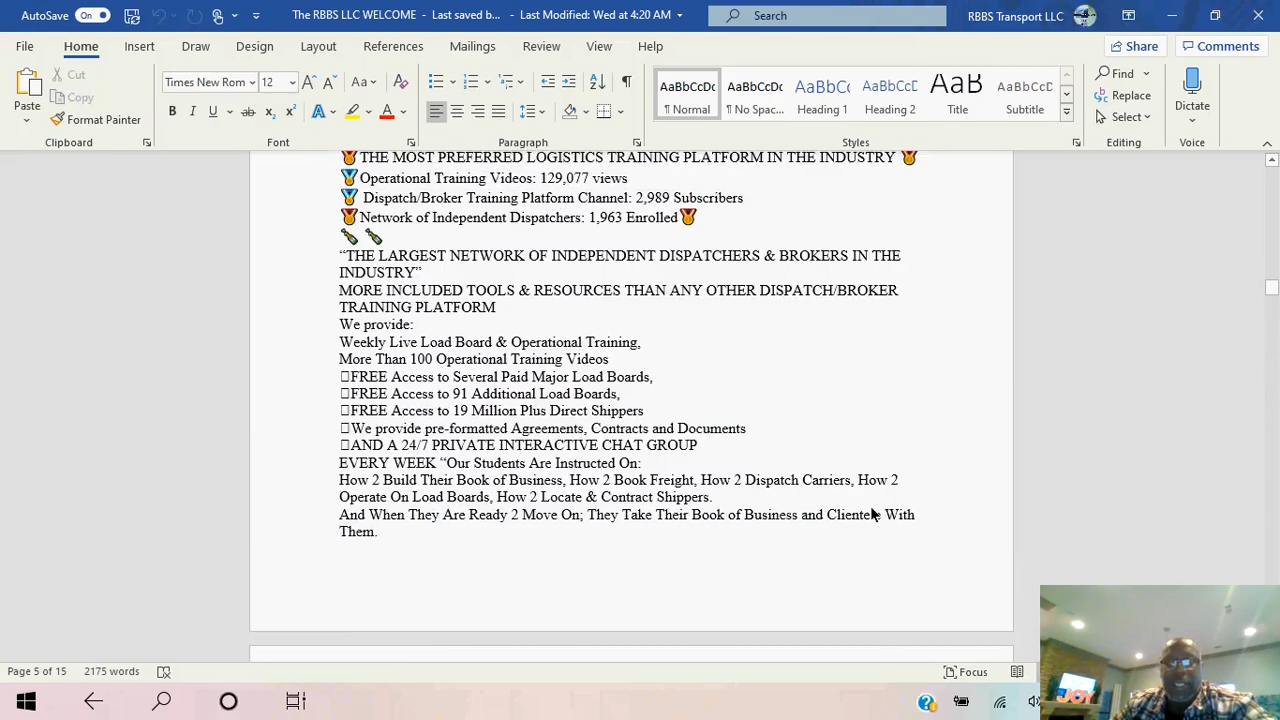 AutoSave On
The RBBS LLC WELCOME - Last saved b... - Last Modified: Wed at 4:20 AM
Search
RBBS Transport LLC
File Home Insert Draw Design Layout References Mailings Review View Help Share Comments
Paste
Cut
Copy
Format Painter
Clipboard
Times New Rom 12
Font
Paragraph
AaBbCcDc AaBbCcDc AaBbCc AaBbCcD AaB AaBbCcD
¶ Normal ¶ No Spac... Heading 1 Heading 2 Title Subtitle
Styles
Find
Replace
Select
Editing
Dictate
Voice
🏅THE MOST PREFERRED LOGISTICS TRAINING PLATFORM IN THE INDUSTRY 🏅
Operational Training Videos: 129,077 views
Dispatch/Broker Training Platform Channel: 2,989 Subscribers
🏅Network of Independent Dispatchers: 1,963 Enrolled🏅
🍾 🍾
“THE LARGEST NETWORK OF INDEPENDENT DISPATCHERS & BROKERS IN THE
INDUSTRY”
MORE INCLUDED TOOLS & RESOURCES THAN ANY OTHER DISPATCH/BROKER
TRAINING PLATFORM
We provide:
Weekly Live Load Board & Operational Training,
More Than 100 Operational Training Videos
FREE Access to Several Paid Major Load Boards,
FREE Access to 91 Additional Load Boards,
FREE Access to 19 Million Plus Direct Shippers
We provide pre-formatted Agreements, Contracts and Documents
AND A 24/7 PRIVATE INTERACTIVE CHAT GROUP
EVERY WEEK “Our Students Are Instructed On:
How 2 Build Their Book of Business, How 2 Book Freight, How 2 Dispatch Carriers, How 2
Operate On Load Boards, How 2 Locate & Contract Shippers.
And When They Are Ready 2 Move On; They Take Their Book of Business and Clientele With
Them.
Page 5 of 15 2175 words
Focus
JOY